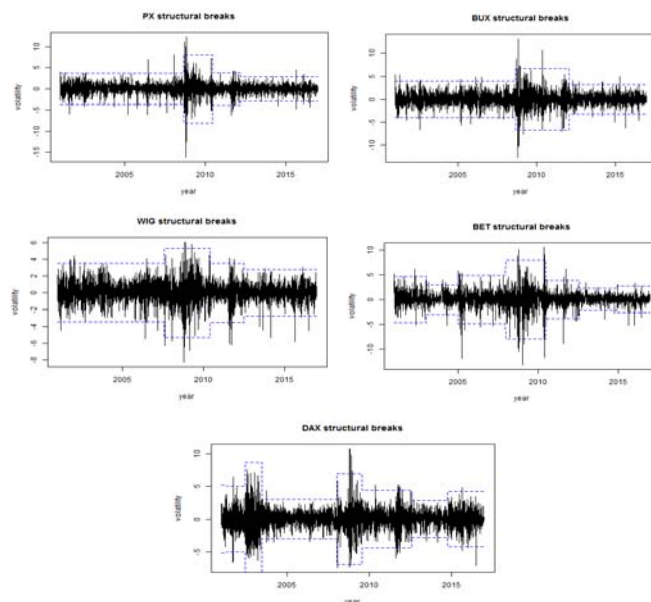 PX structural breaks
volatility
10
5
0
-5
-10
-15
2005
2010
2015
year
BUX structural breaks
volatility
10
5
0
-5
-10
2005
2010
2015
year
WIG structural breaks
volatility
6
4
2
0
-2
-4
-6
-8
2005
2010
2015
year
BET structural breaks
volatility
10
5
0
-5
-10
2005
2010
2015
year
DAX structural breaks
volatility
10
5
0
-5
2005
2010
2015
year